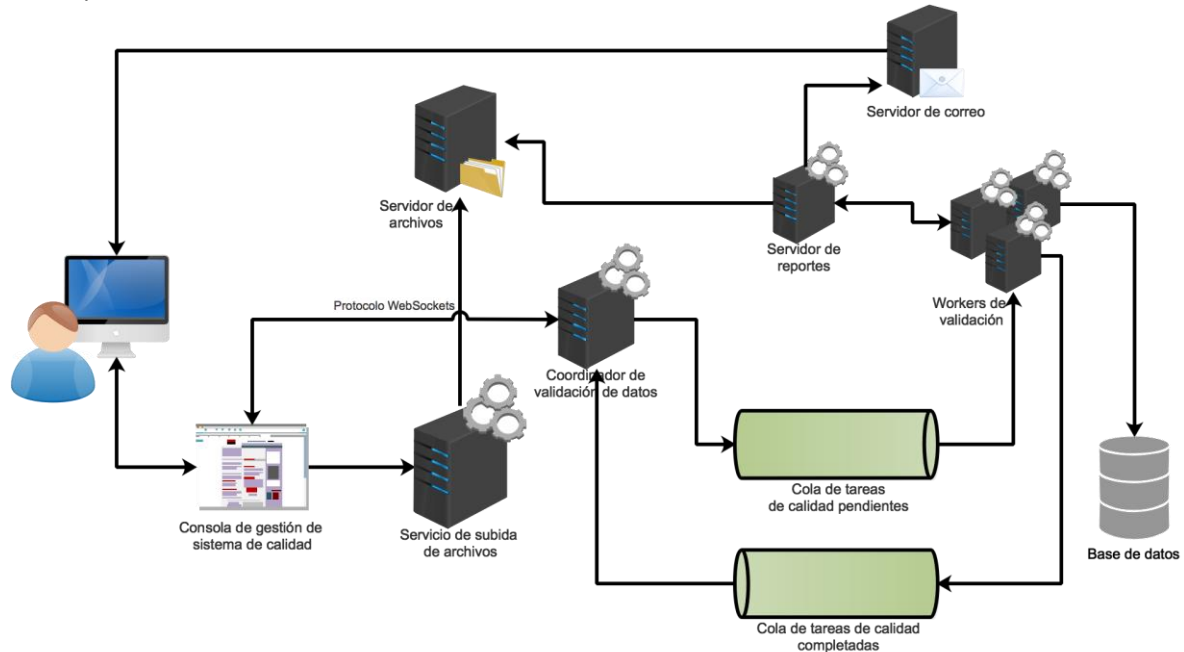 Servidor de correo
Servidor de
archivos
Servidor de
reportes
Workers de
validación
Protocolo WebSockets
Coordinador de
validación de datos
Cola de tareas
de calidad pendientes
Consola de gestión de
sistema de calidad
Servicio de subida
de archivos
Base de datos
Cola de tareas de calidad
completadas